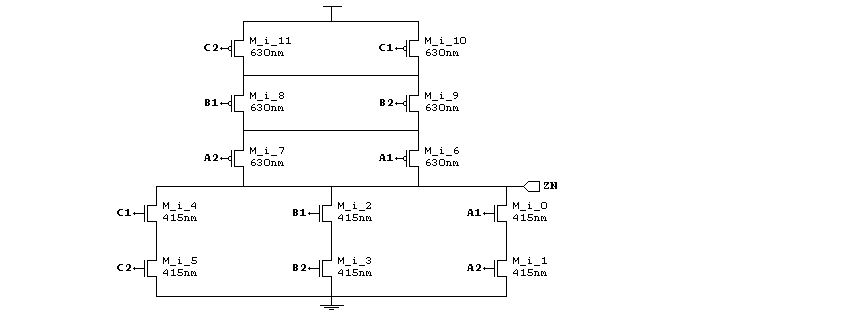 C2 M_i_11 630nm C1 M_i_10 630nm
B1 M_i_8 630nm B2 M_i_9 630nm
A2 M_i_7 630nm A1 M_i_6 630nm
ZN
C1 M_i_4 415nm B1 M_i_2 415nm A1 M_i_0 415nm
C2 M_i_5 415nm B2 M_i_3 415nm A2 M_i_1 415nm